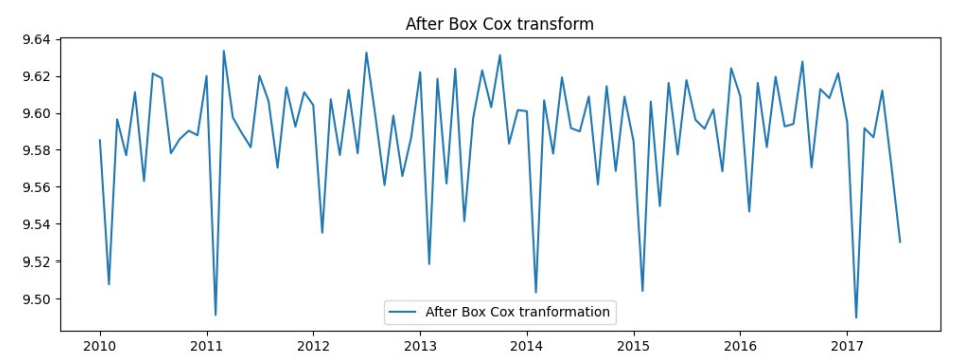 After Box Cox transform
9.64
9.62
9.60
9.58
9.56
9.54
9.52
9.50
After Box Cox tranformation
2010 2011 2012 2013 2014 2015 2016 2017